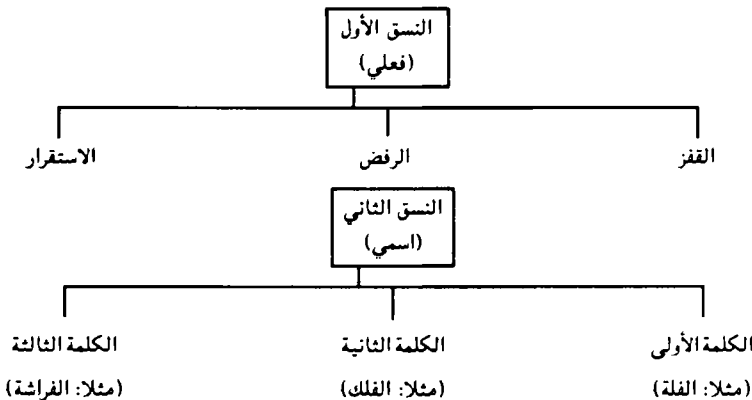 النسق الأول
(فعلي)
القفز الرفض الاستقرار
النسق الثاني
(اسمي)
الكلمة الأولى الكلمة الثانية الكلمة الثالثة
(مثلا: الفلة) (مثلا: الفلك) (مثلا: الفراشة)